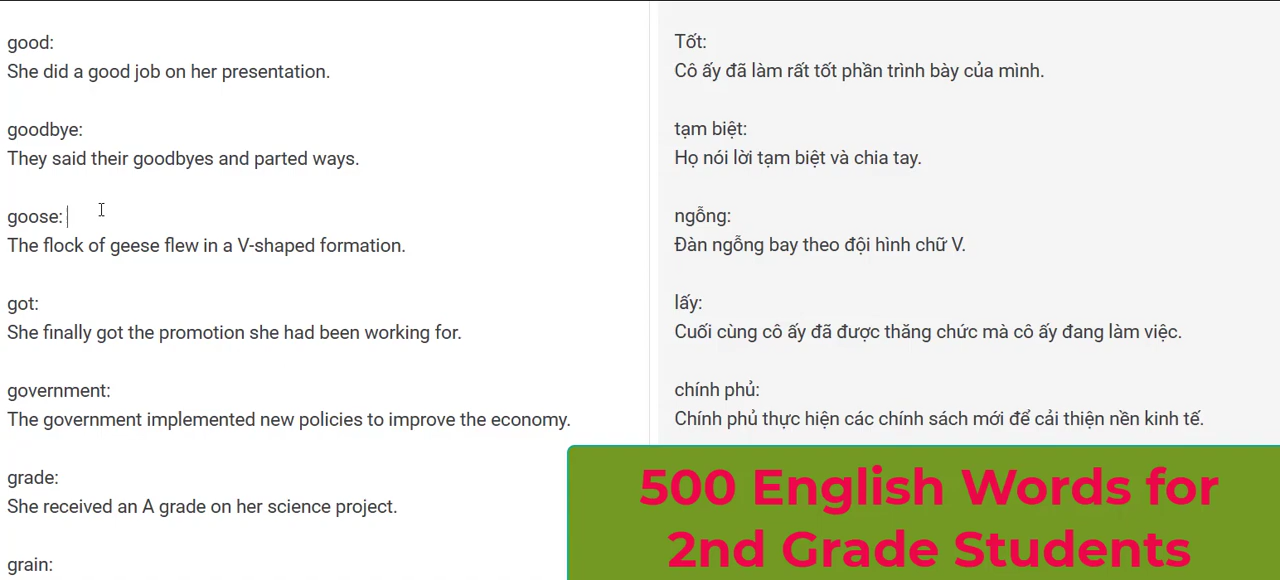 good:
She did a good job on her presentation.
goodbye:
They said their goodbyes and parted ways.
goose:
The flock of geese flew in a V-shaped formation.
got:
She finally got the promotion she had been working for.
government:
The government implemented new policies to improve the economy.
grade:
She received an A grade on her science project.
grain:
Tốt:
Cô ấy đã làm rất tốt phần trình bày của mình.
tạm biệt:
Họ nói lời tạm biệt và chia tay.
ngỗng:
Đàn ngỗng bay theo đội hình chữ V.
lấy:
Cuối cùng cô ấy đã được thăng chức mà cô ấy đang làm việc.
chính phủ:
Chính phủ thực hiện các chính sách mới để cải thiện nền kinh tế.
500 English Words for
2nd Grade Students